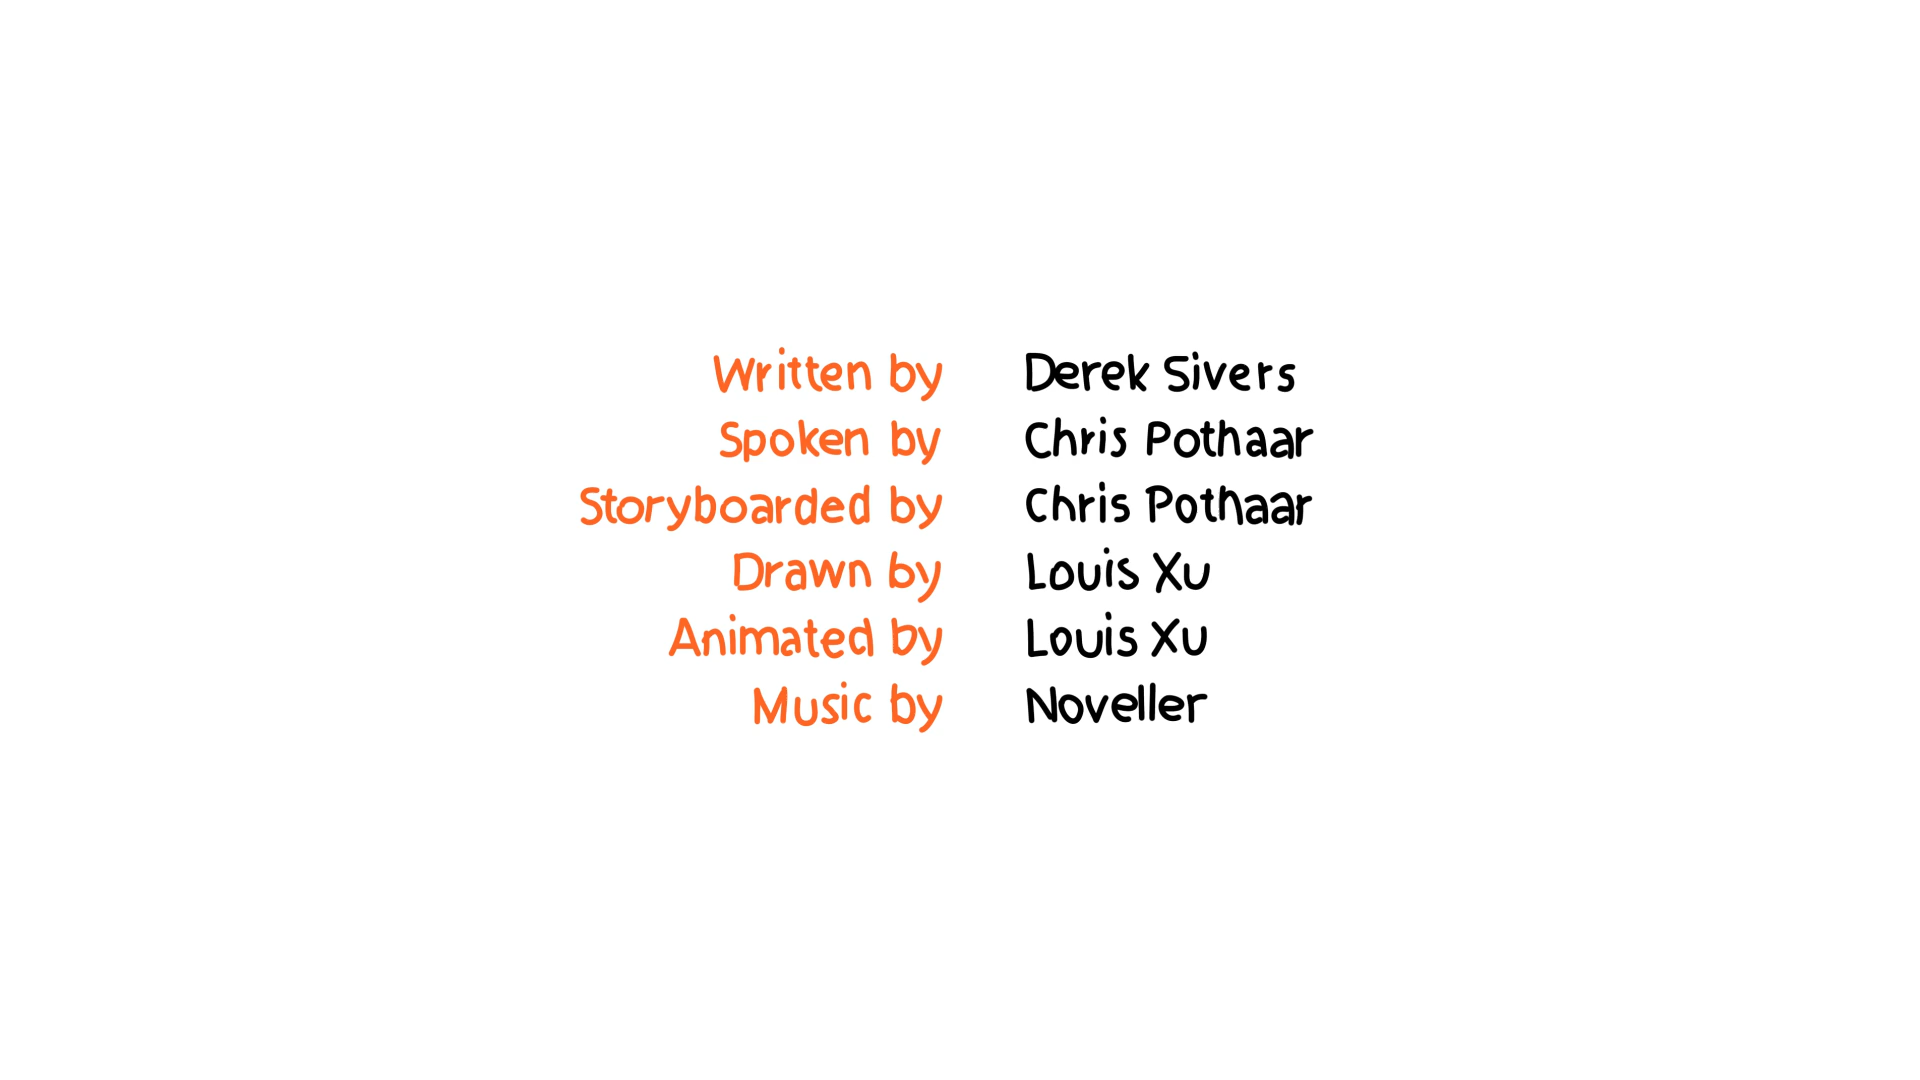 Written by Derek Sivers
Spoken by Chris Pothaar
Storyboarded by Chris Pothaar
Drawn by Louis Xu
Animated by Louis Xu
Music by Noveller